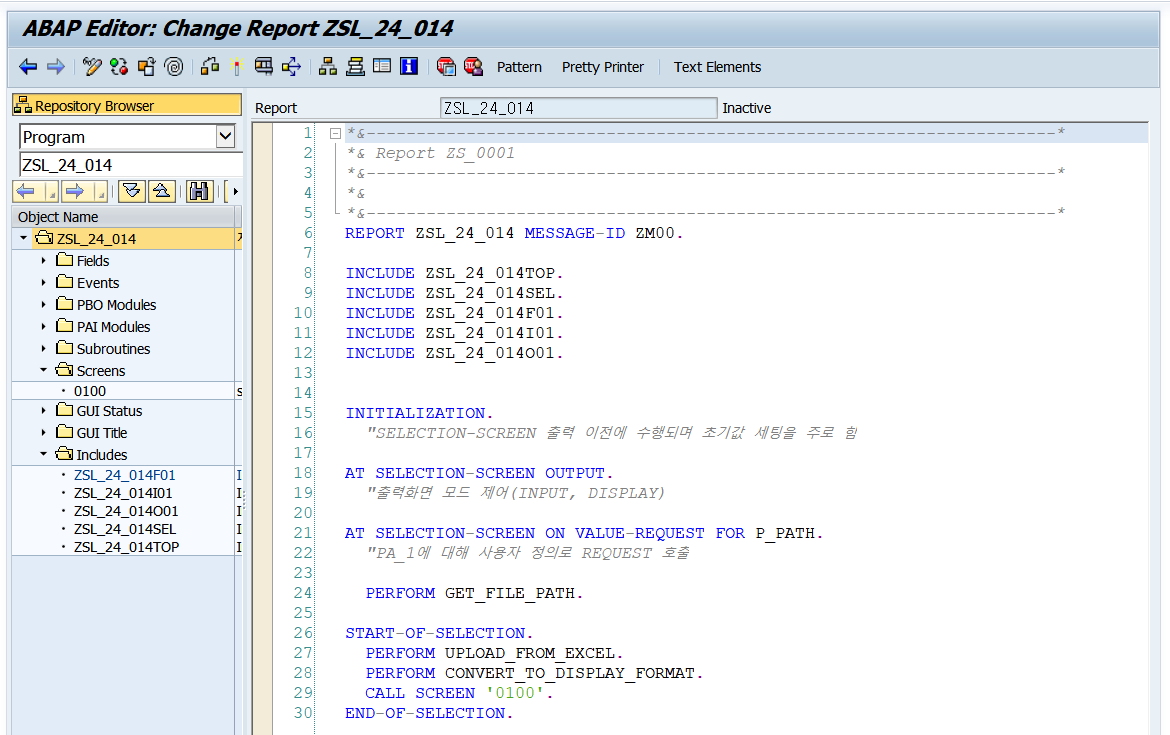 ABAP Editor: Change Report ZSL_24_014
Pattern Pretty Printer Text Elements
Repository Browser
Program
ZSL_24_014
Object Name
ZSL_24_014
Fields
Events
PBO Modules
PAI Modules
Subroutines
Screens
0100
GUI Status
GUI Title
Includes
ZSL_24_014F01
ZSL_24_014I01
ZSL_24_014O01
ZSL_24_014SEL
ZSL_24_014TOP
Report ZSL_24_014 Inactive
1 *&---------------------------------------------------------------------*
2 *& Report ZS_0001
3 *&---------------------------------------------------------------------*
4 *&
5 *&---------------------------------------------------------------------*
6 REPORT ZSL_24_014 MESSAGE-ID ZM00.
7
8 INCLUDE ZSL_24_014TOP.
9 INCLUDE ZSL_24_014SEL.
10 INCLUDE ZSL_24_014F01.
11 INCLUDE ZSL_24_014I01.
12 INCLUDE ZSL_24_014O01.
13
14
15 INITIALIZATION.
16 "SELECTION-SCREEN 출력 이전에 수행되며 초기값 세팅을 주로 함
17
18 AT SELECTION-SCREEN OUTPUT.
19 "출력화면 모드 제어(INPUT, DISPLAY)
20
21 AT SELECTION-SCREEN ON VALUE-REQUEST FOR P_PATH.
22 "PA_1에 대해 사용자 정의로 REQUEST 호출
23
24 PERFORM GET_FILE_PATH.
25
26 START-OF-SELECTION.
27 PERFORM UPLOAD_FROM_EXCEL.
28 PERFORM CONVERT_TO_DISPLAY_FORMAT.
29 CALL SCREEN '0100'.
30 END-OF-SELECTION.